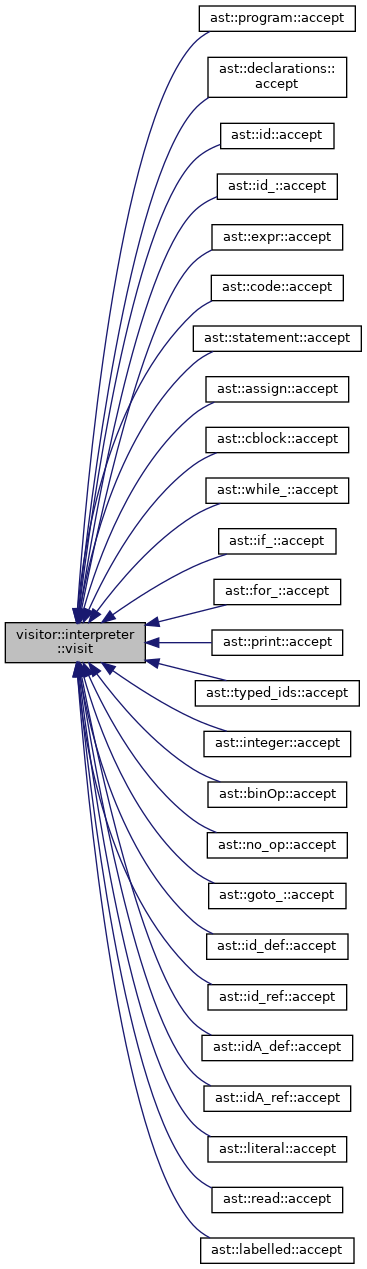 ast::program::accept
ast::declarations::
accept
ast::id::accept
ast::id_::accept
ast::expr::accept
ast::code::accept
ast::statement::accept
ast::assign::accept
ast::cblock::accept
ast::while_::accept
ast::if_::accept
ast::for_::accept
visitor::interpreter
::visit
ast::print::accept
ast::typed_ids::accept
ast::integer::accept
ast::binOp::accept
ast::no_op::accept
ast::goto_::accept
ast::id_def::accept
ast::id_ref::accept
ast::idA_def::accept
ast::idA_ref::accept
ast::literal::accept
ast::read::accept
ast::labelled::accept